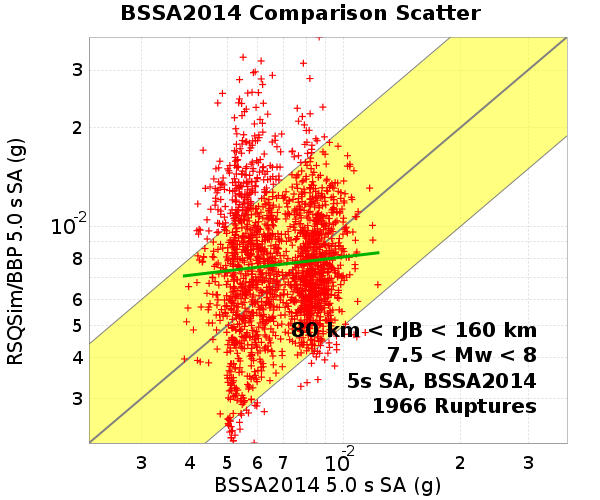 BSSA2014 Comparison Scatter
RSQSim/BBP 5.0 s SA (g)
3
2
10-2
8
6
5
4
3
80 km < rJB < 160 km
7.5 < Mw < 8
5s SA, BSSA2014
1966 Ruptures
3 4 5 6 7 10-2 2 3
BSSA2014 5.0 s SA (g)